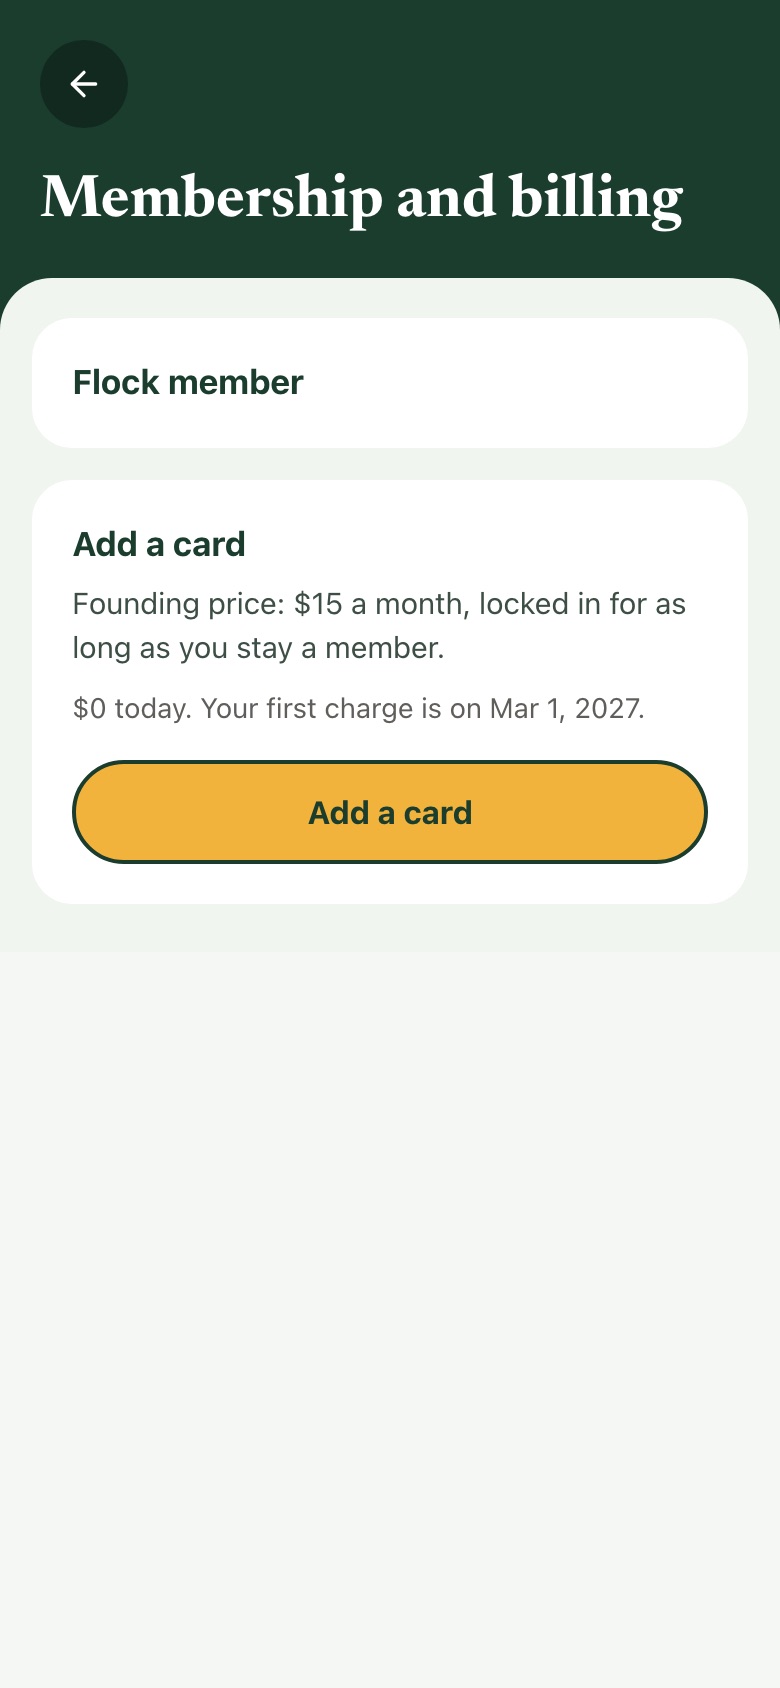 Membership and billing
Flock member
Add a card
Founding price: $15 a month, locked in for as
long as you stay a member.
$0 today. Your first charge is on Mar 1, 2027.
Add a card